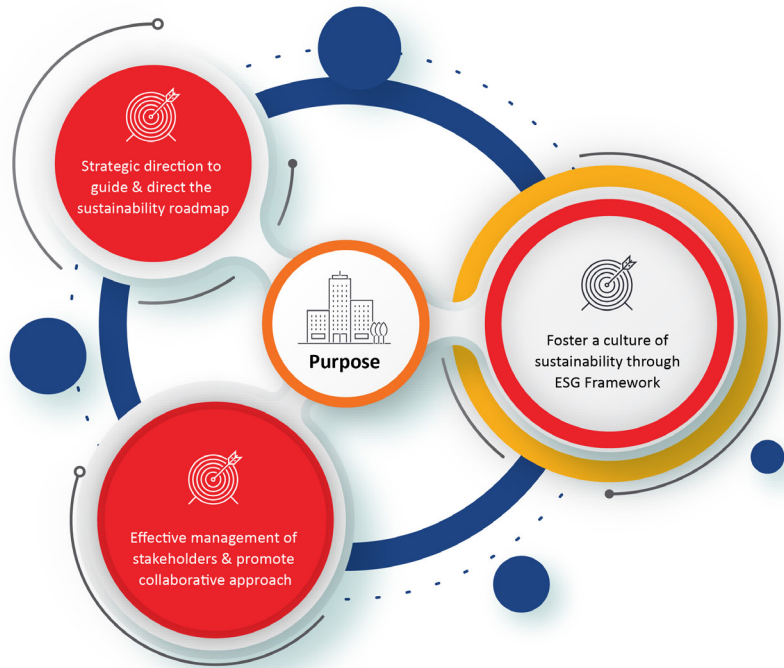 Strategic direction to
guide & direct the
sustainability roadmap
Purpose
Foster a culture of
sustainability through
ESG Framework
Effective management of
stakeholders & promote
collaborative approach